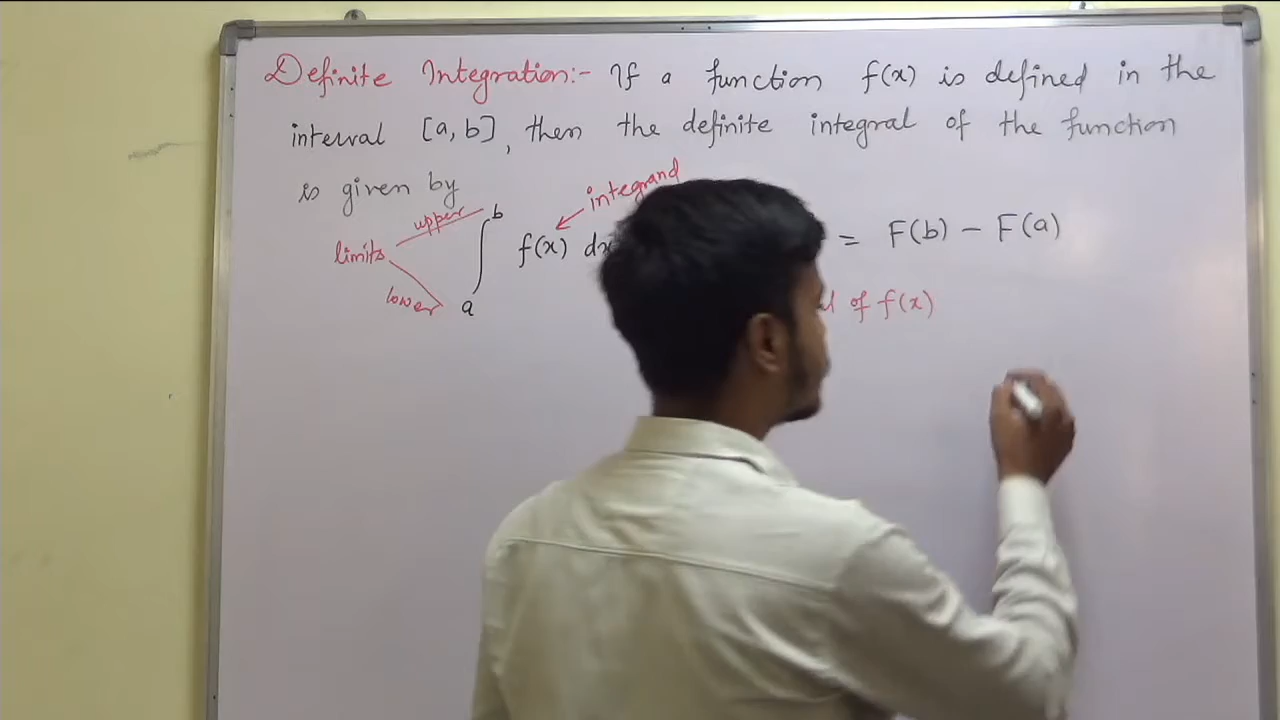 Definite Integration:- If a function f(x) is defined in the
interval [a, b], then the definite integral of the function
is given by
integrand
upper
limits
lower
∫ₐᵇ f(x) dx = F(b) - F(a)
of f(x)